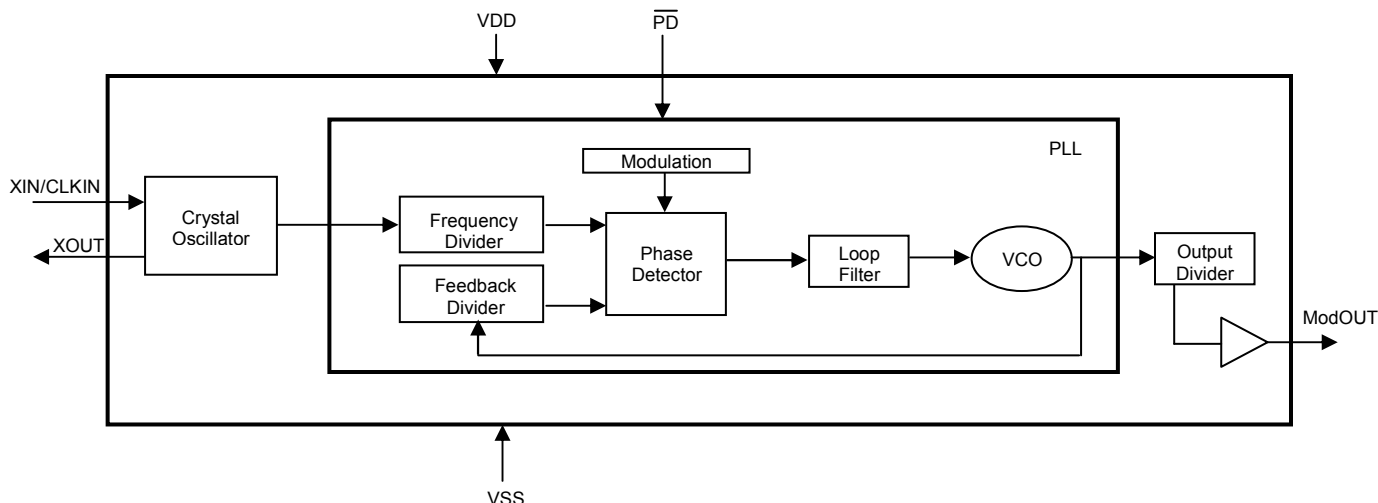 VDD
P̅D̅
PLL
Modulation
XIN/CLKIN
Crystal
Oscillator
XOUT
Frequency
Divider
Feedback
Divider
Phase
Detector
Loop
Filter
VCO
Output
Divider
ModOUT
VSS